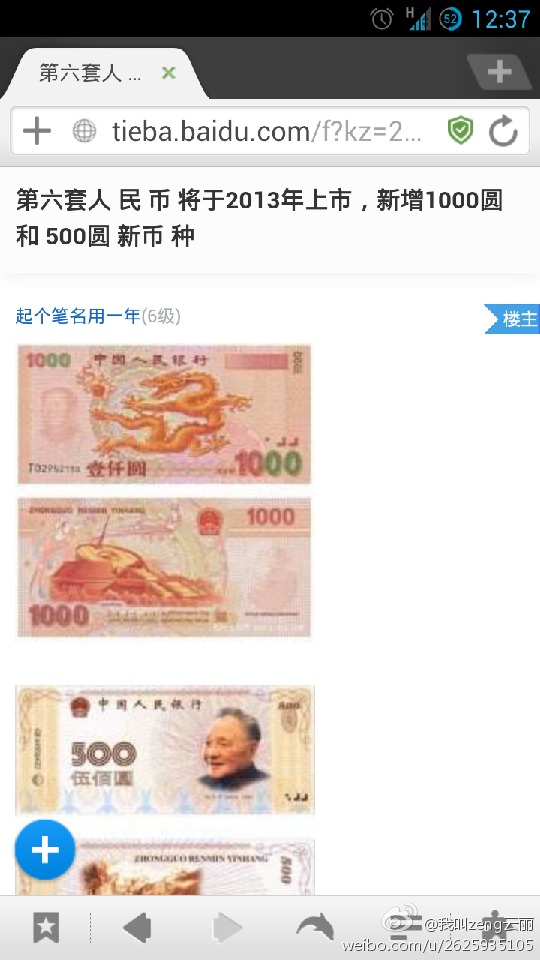 H
52
12:37
第六套人 ...
tieba.baidu.com/f?kz=2...
第六套人 民 币 将于2013年上市，新增1000圆
和 500圆 新币 种
起个笔名用一年(6级)
楼主
1000
中国人民银行
1000
壹仟圆
1000
ZHONGGUO RENMIN YINHANG
1000
1000
中国人民银行
500
500
伍佰圆
ZHONGGUO RENMIN YINHANG
500
@我叫zeng云丽
weibo.com/u/2625935105